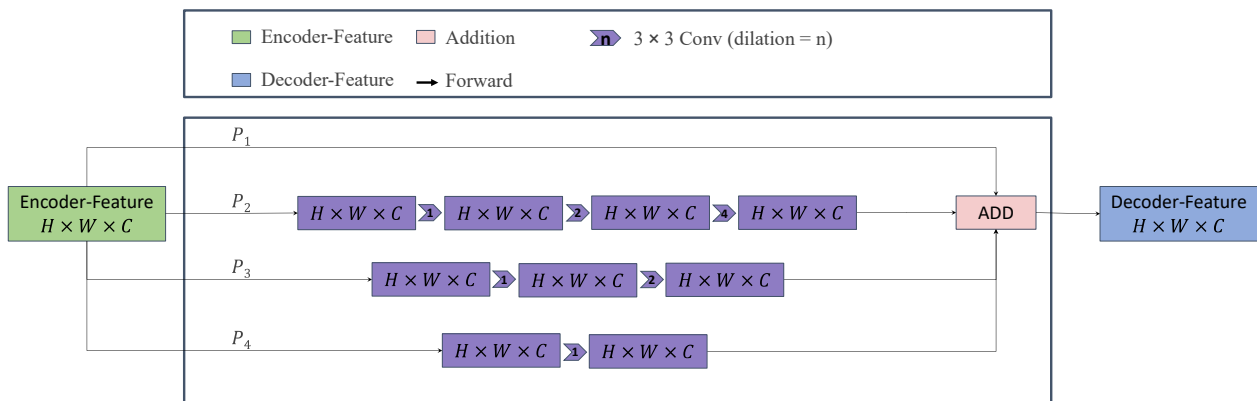 Encoder-Feature
Addition
n
3 × 3 Conv (dilation = n)
Decoder-Feature
Forward
P₁
Encoder-Feature
H × W × C
P₂
H × W × C
1
H × W × C
2
H × W × C
4
H × W × C
ADD
Decoder-Feature
H × W × C
P₃
H × W × C
1
H × W × C
2
H × W × C
P₄
H × W × C
1
H × W × C